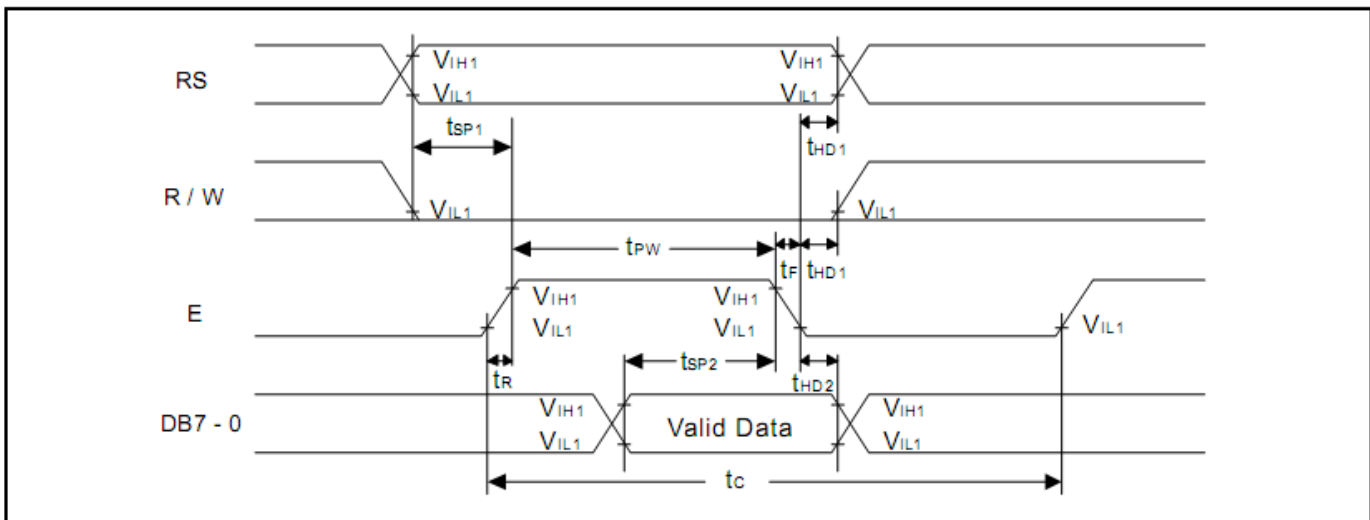 VIH1 VIH1
RS
VIL1 VIL1
tSP1
tHD1
R / W
VIL1 VIL1
tPW
tF tHD1
VIH1 VIH1
E
VIL1 VIL1 VIL1
tSP2
tR tHD2
VIH1 VIH1
DB7 - 0 Valid Data
VIL1 VIL1
tC